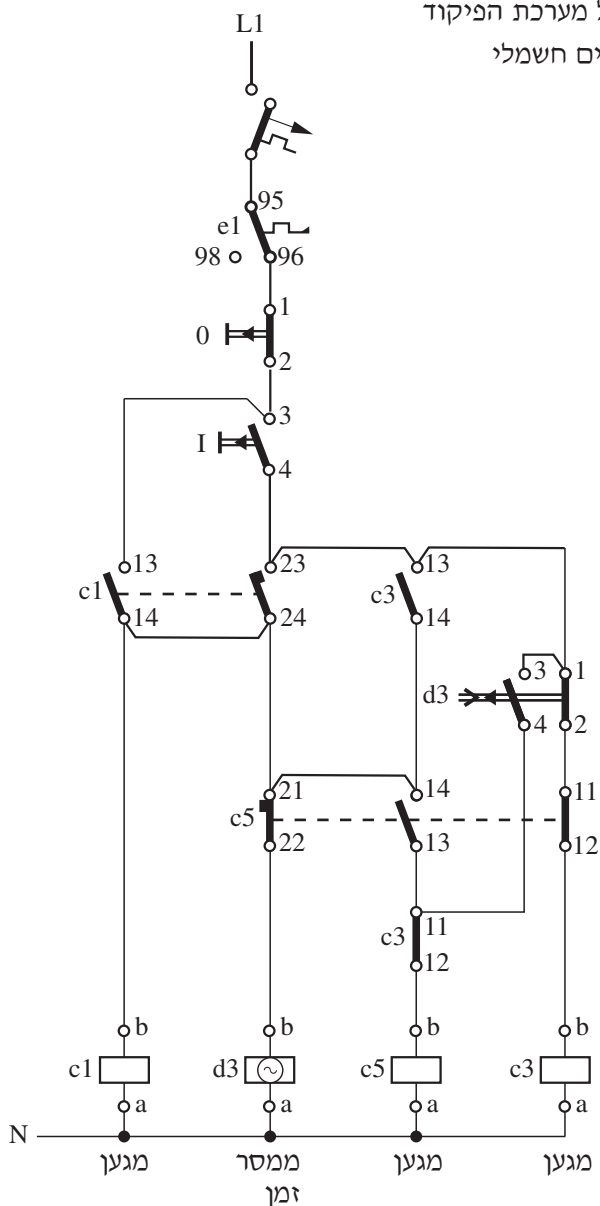 ל מערכת הפיקוד
ים חשמלי
L1
95
e1
98 96
1
0
2
3
I
4
13 23 13
c1 c3
14 24 14
3 1
d3
4 2
21 14 11
c5
22 13 12
11
c3
12
b b b b
c1 d3 c5 c3
a a a a
N
מגען ממסר מגען מגען
זמן